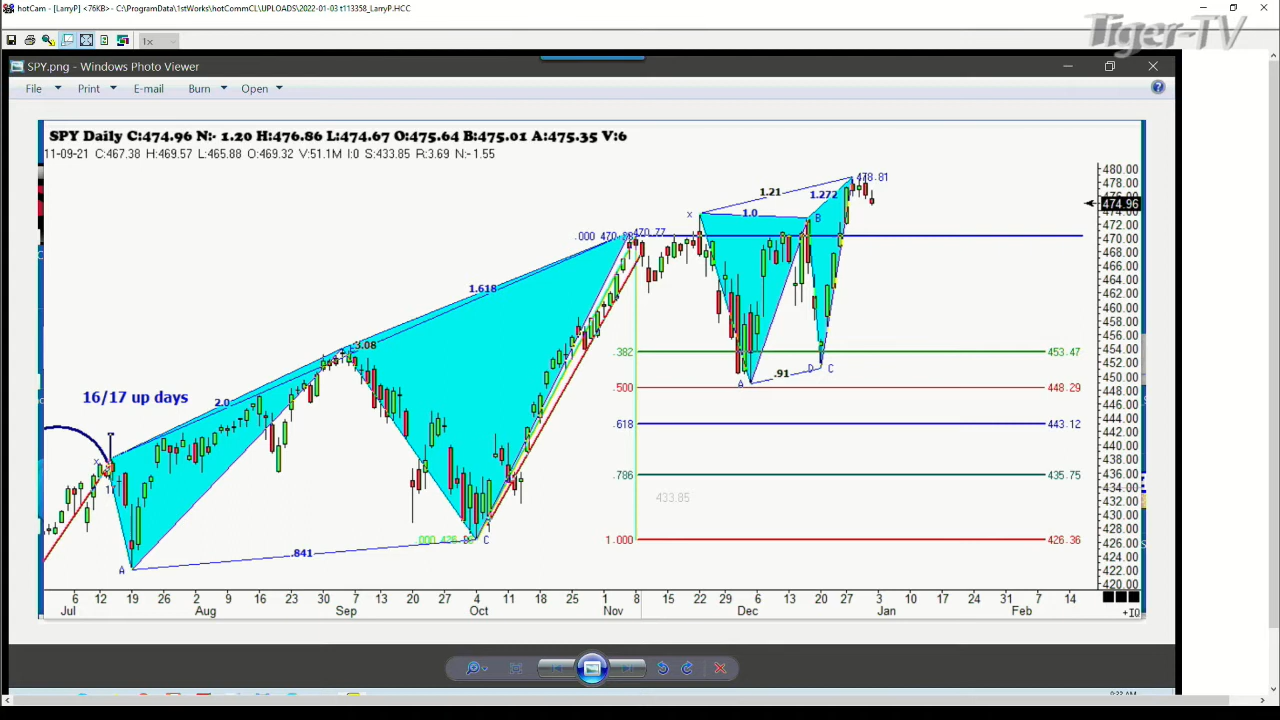 hotCam - [LarryP] <76KB> - C:\ProgramData\1stWorks\hotCommCL\UPLOADS\2022-01-03 t113358_LarryP.HCC
Tiger-TV
1x
SPY.png - Windows Photo Viewer
File Print E-mail Burn Open
SPY Daily C:474.96 N:- 1.20 H:476.86 L:474.67 O:475.64 B:475.01 A:475.35 V:6
11-09-21 C:467.38 H:469.57 L:465.88 O:469.32 V:51.1M I:0 S:433.85 R:3.69 N:- 1.55
480.00
478.81
478.00
1.21
1.272
474.96
x 1.0 B
472.00
470.77
470.00
468.00
466.00
464.00
1.618
462.00
460.00
458.00
456.00
3.08
.382 453.47
454.00
452.00
D C
.91
450.00
A
.500 448.29
448.00
16/17 up days
2.0
446.00
444.00
.618 443.12
442.00
440.00
438.00
x
436.00
.786 435.75
434.00
433.85
432.00
430.00
428.00
C
1.000 426.36
426.00
.841
424.00
A
422.00
420.00
6 12 19 26 2 9 16 23 30 7 13 20 27 4 11 18 25 1 8 15 22 29 6 13 20 27 3 10 17 24 31 7 14
Jul Aug Sep Oct Nov Dec Jan Feb
+IQ